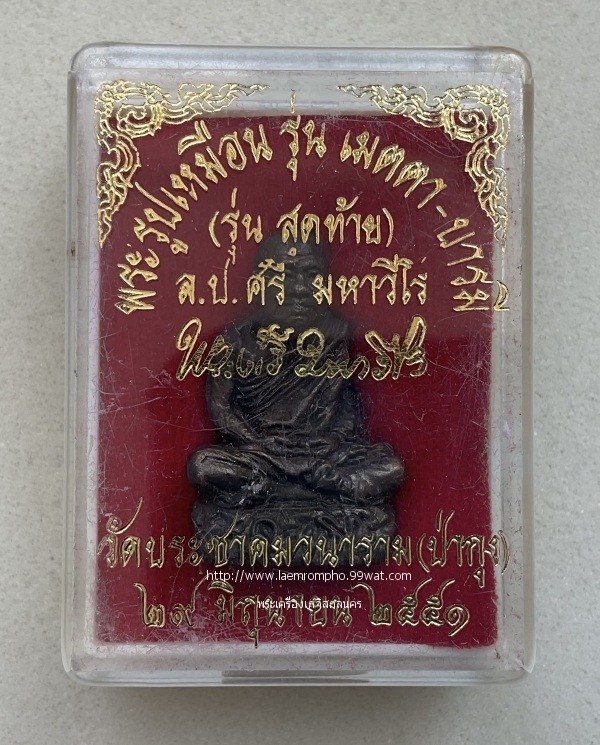 พระรูปเหมือน รุ่น เมตตา-บารมี
(รุ่น สุดท้าย)
ล.ป. ศรี มหาวีโร
วัดประชาคมวนาราม (ป่ากุง)
http://www.laemrompho.99wat.com
๒๙ มิถุนายน ๒๕๕๑